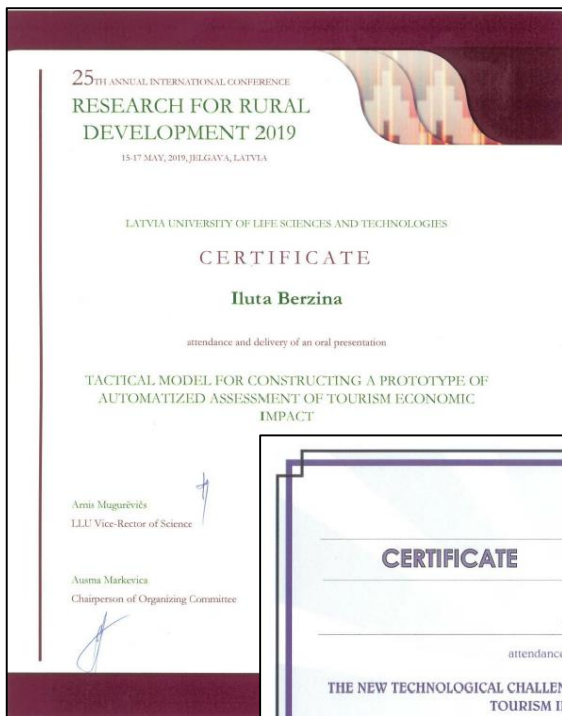 25TH ANNUAL INTERNATIONAL CONFERENCE
RESEARCH FOR RURAL
DEVELOPMENT 2019
15-17 MAY, 2019, JELGAVA, LATVIA
LATVIA UNIVERSITY OF LIFE SCIENCES AND TECHNOLOGIES
CERTIFICATE
Iluta Berzina
attendance and delivery of an oral presentation
TACTICAL MODEL FOR CONSTRUCTING A PROTOTYPE OF
AUTOMATIZED ASSESSMENT OF TOURISM ECONOMIC
IMPACT
Arnis Mugurēvičs
LLU Vice-Rector of Science
Ausma Markevica
Chairperson of Organizing Committee
CERTIFICATE
attendance
THE NEW TECHNOLOGICAL
TOURISM